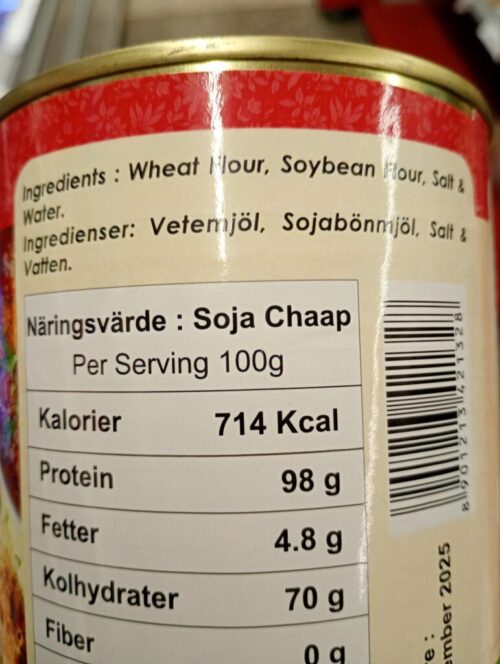 Ingredients : Wheat Flour, Soybean Flour, Salt &
Water.
Ingredienser: Vetemjöl, Sojabönmjöl, Salt &
Vatten.
Näringsvärde : Soja Chaap
Per Serving 100g
Kalorier 714 Kcal
Protein 98 g
Fetter 4.8 g
Kolhydrater 70 g
Fiber 0 g
8901213421328
e :
mber 2025